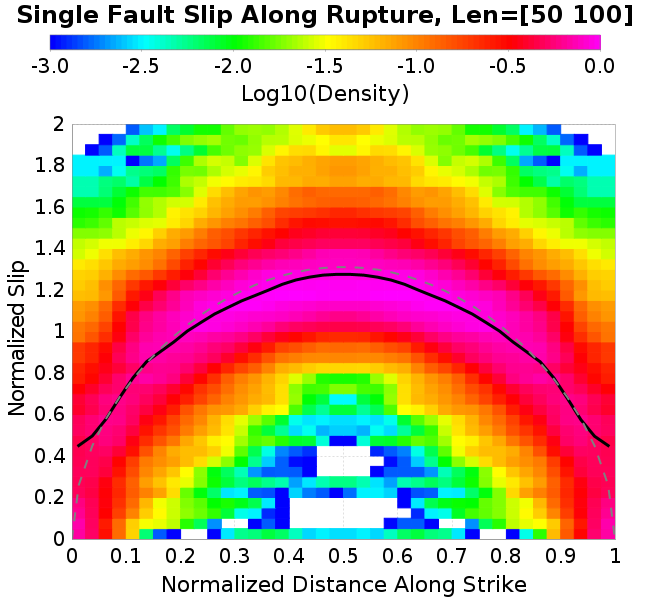 Single Fault Slip Along Rupture, Len=[50 100]
-3.0 -2.5 -2.0 -1.5 -1.0 -0.5 0.0
Log10(Density)
2
1.8
1.6
1.4
1.2
1
0.8
0.6
0.4
0.2
0
Normalized Slip
0 0.1 0.2 0.3 0.4 0.5 0.6 0.7 0.8 0.9 1
Normalized Distance Along Strike